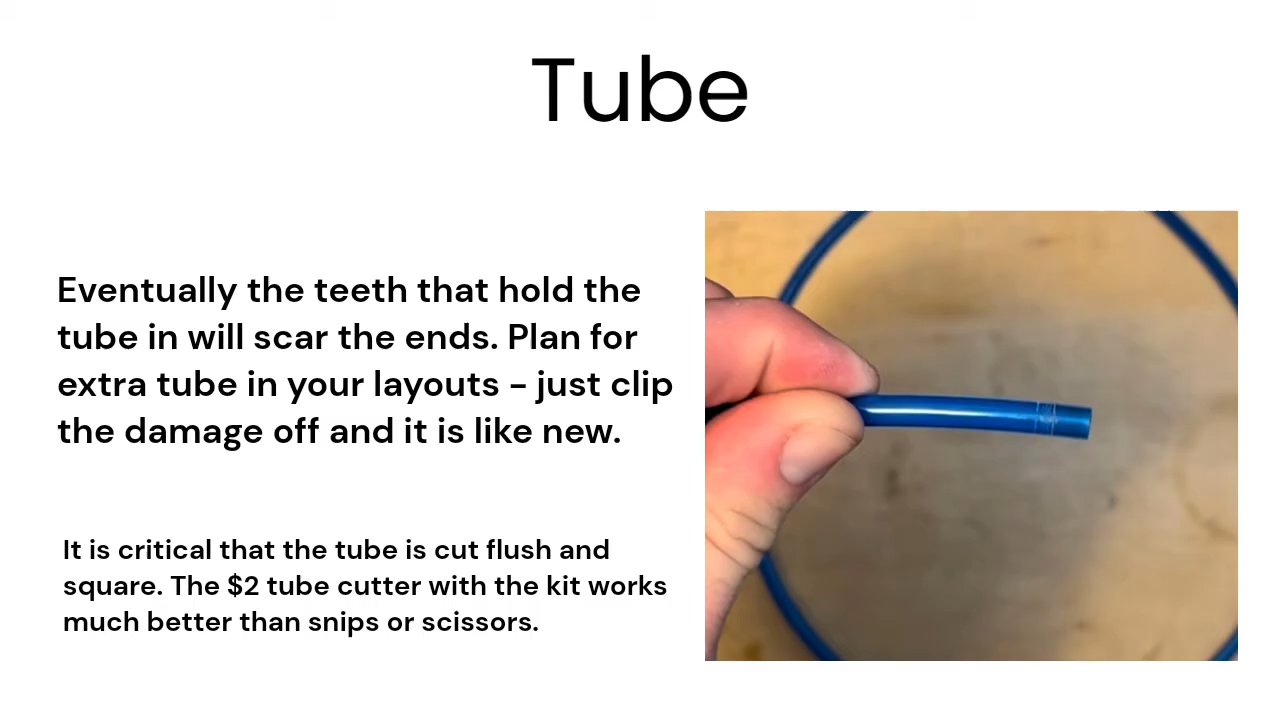 Tube
Eventually the teeth that hold the
tube in will scar the ends. Plan for
extra tube in your layouts – just clip
the damage off and it is like new.
It is critical that the tube is cut flush and
square. The $2 tube cutter with the kit works
much better than snips or scissors.